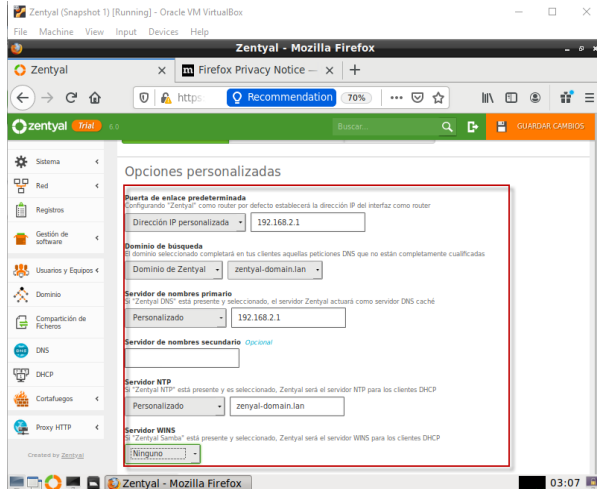 Zentyal (Snapshot 1) [Running] - Oracle VM VirtualBox
File Machine View Input Devices Help
Zentyal - Mozilla Firefox
Zentyal
Firefox Privacy Notice —
https:
Recommendation
70%
zentyal Trial 6.0
Buscar...
GUARDAR CAMBIOS
Sistema
Red
Registros
Gestión de
software
Usuarios y Equipos
Dominio
Compartición de
Ficheros
DNS
DHCP
Cortafuegos
Proxy HTTP
Created by Zentyal
Opciones personalizadas
Puerta de enlace predeterminada
Configurando "Zentyal" como router por defecto establecerá la dirección IP del interfaz como router
Dirección IP personalizada 192.168.2.1
Dominio de búsqueda
El dominio seleccionado completará en tus clientes aquellas peticiones DNS que no están completamente cualificadas
Dominio de Zentyal zentyal-domain.lan
Servidor de nombres primario
Si "Zentyal DNS" está presente y seleccionado, el servidor Zentyal actuará como servidor DNS caché
Personalizado 192.168.2.1
Servidor de nombres secundario Opcional
Servidor NTP
Si "Zentyal NTP" está presente y es seleccionado, Zentyal será el servidor NTP para los clientes DHCP
Personalizado zenyal-domain.lan
Servidor WINS
Si "Zentyal Samba" está presente y seleccionado, Zentyal será el servidor WINS para los clientes DHCP
Ninguno
Zentyal - Mozilla Firefox
03:07